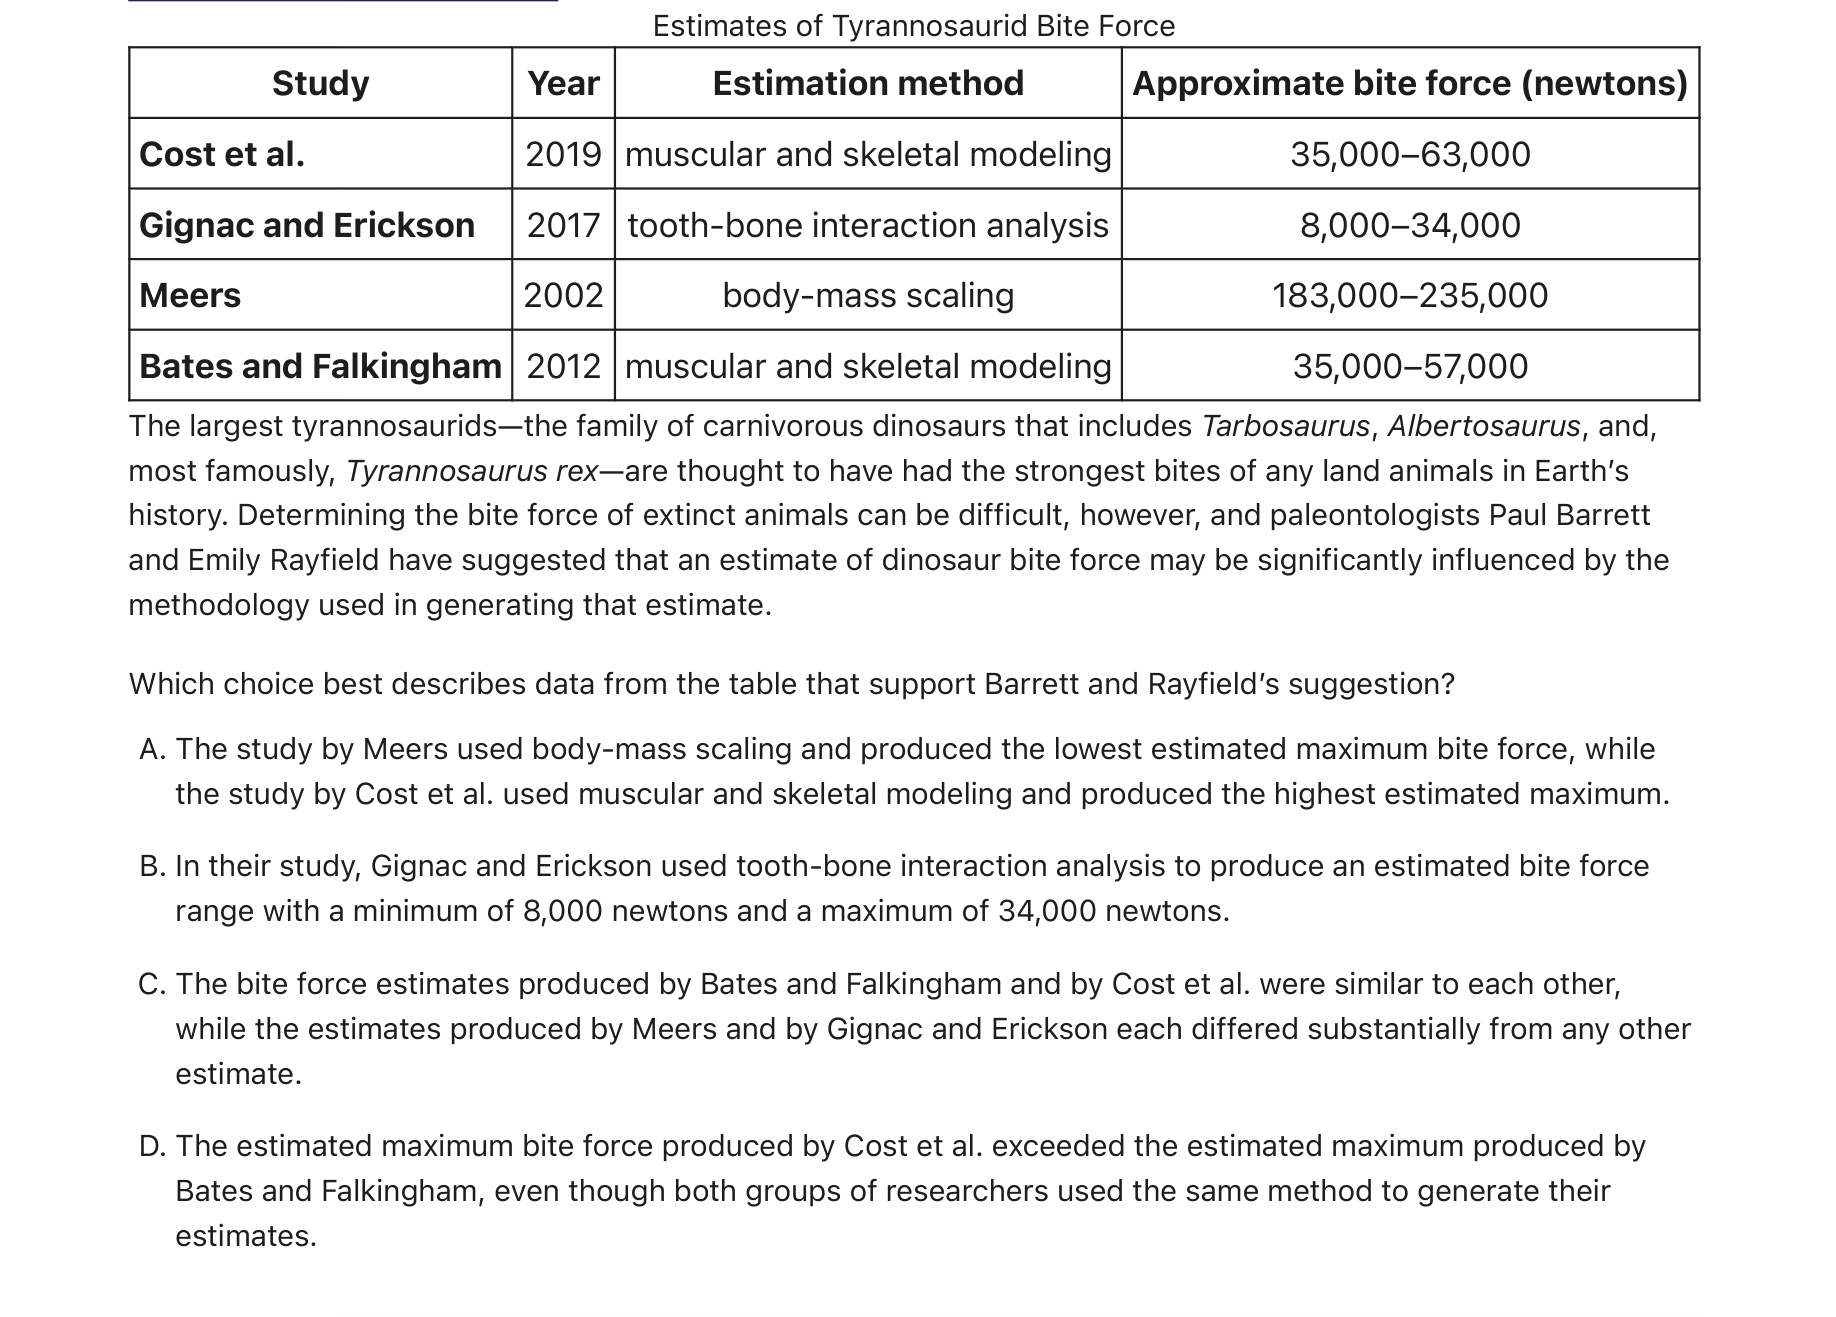 Estimates of Tyrannosaurid Bite Force
Study Year Estimation method Approximate bite force (newtons)
Cost et al. 2019 muscular and skeletal modeling 35,000–63,000
Gignac and Erickson 2017 tooth-bone interaction analysis 8,000–34,000
Meers 2002 body-mass scaling 183,000–235,000
Bates and Falkingham 2012 muscular and skeletal modeling 35,000–57,000
The largest tyrannosaurids—the family of carnivorous dinosaurs that includes Tarbosaurus, Albertosaurus, and,
most famously, Tyrannosaurus rex—are thought to have had the strongest bites of any land animals in Earth’s
history. Determining the bite force of extinct animals can be difficult, however, and paleontologists Paul Barrett
and Emily Rayfield have suggested that an estimate of dinosaur bite force may be significantly influenced by the
methodology used in generating that estimate.
Which choice best describes data from the table that support Barrett and Rayfield’s suggestion?
A. The study by Meers used body-mass scaling and produced the lowest estimated maximum bite force, while
the study by Cost et al. used muscular and skeletal modeling and produced the highest estimated maximum.
B. In their study, Gignac and Erickson used tooth-bone interaction analysis to produce an estimated bite force
range with a minimum of 8,000 newtons and a maximum of 34,000 newtons.
C. The bite force estimates produced by Bates and Falkingham and by Cost et al. were similar to each other,
while the estimates produced by Meers and by Gignac and Erickson each differed substantially from any other
estimate.
D. The estimated maximum bite force produced by Cost et al. exceeded the estimated maximum produced by
Bates and Falkingham, even though both groups of researchers used the same method to generate their
estimates.